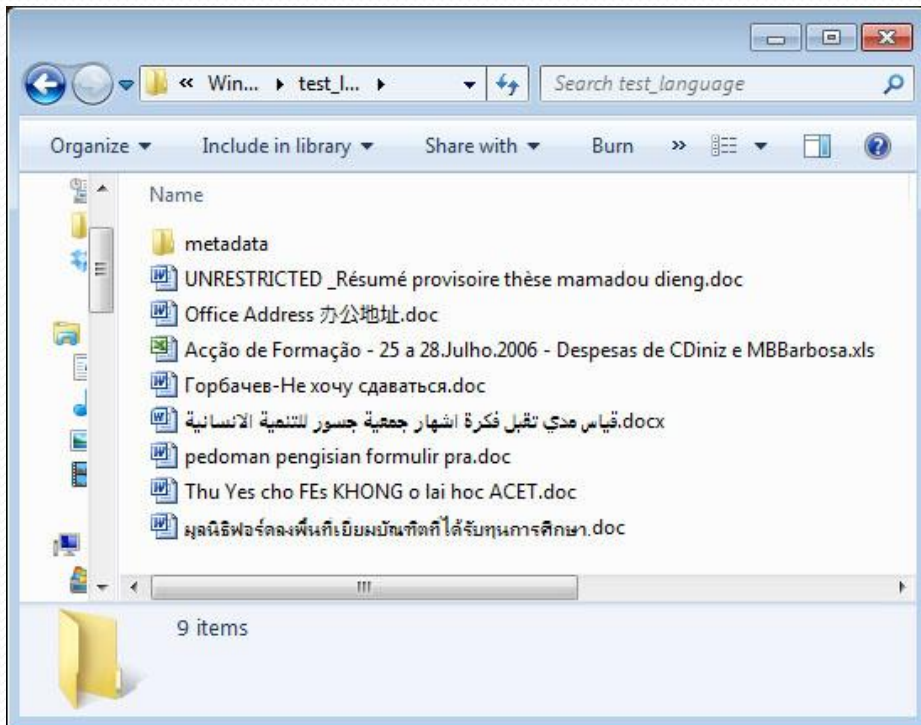 « Win... ▸ test_l... ▸
Search test_language
Organize ▾ Include in library ▾ Share with ▾ Burn »
Name
metadata
UNRESTRICTED _Résumé provisoire thèse mamadou dieng.doc
Office Address 办公地址.doc
Acção de Formação - 25 a 28.Julho.2006 - Despesas de CDiniz e MBBarbosa.xls
Горбачев-Не хочу сдаваться.doc
قياس مدي تقبل فكرة اشهار جمعية جسور للتنمية الانسانية.docx
pedoman pengisian formulir pra.doc
Thu Yes cho FEs KHONG o lai hoc ACET.doc
มูลนิธิฟอร์ดลงพื้นที่เยี่ยมบัณฑิตที่ได้รับทุนการศึกษา.doc
9 items